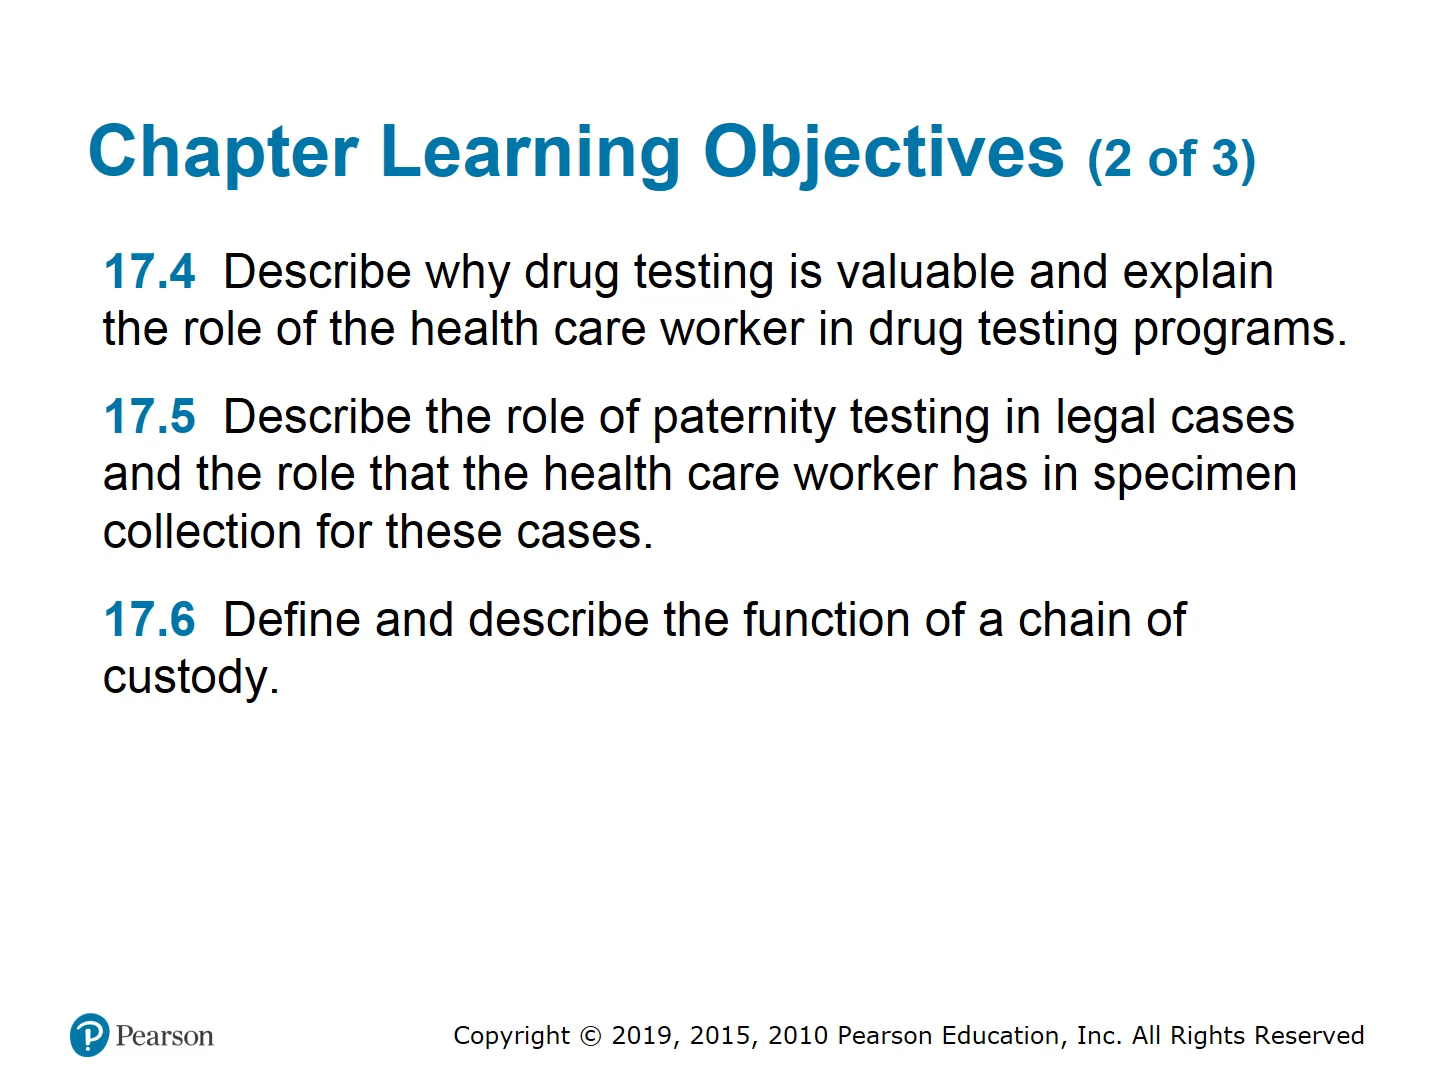 Chapter Learning Objectives (2 of 3)
17.4 Describe why drug testing is valuable and explain
the role of the health care worker in drug testing programs.
17.5 Describe the role of paternity testing in legal cases
and the role that the health care worker has in specimen
collection for these cases.
17.6 Define and describe the function of a chain of
custody.
Pearson
Copyright © 2019, 2015, 2010 Pearson Education, Inc. All Rights Reserved